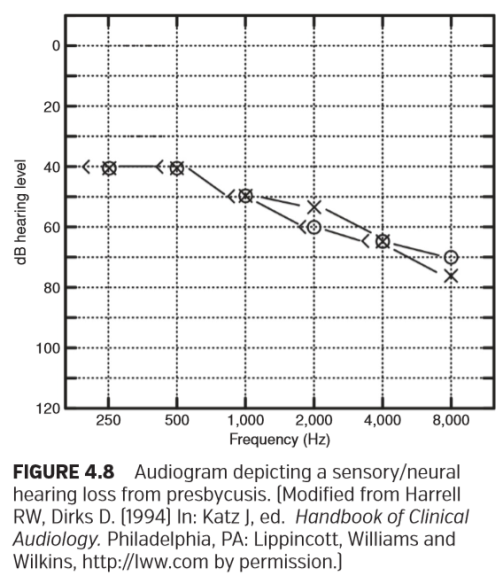 0
20
40
60
80
100
120
dB hearing level
250 500 1,000 2,000 4,000 8,000
Frequency (Hz)
FIGURE 4.8 Audiogram depicting a sensory/neural
hearing loss from presbycusis. (Modified from Harrell
RW, Dirks D. (1994) In: Katz J, ed. Handbook of Clinical
Audiology. Philadelphia, PA: Lippincott, Williams and
Wilkins, http://lww.com by permission.)